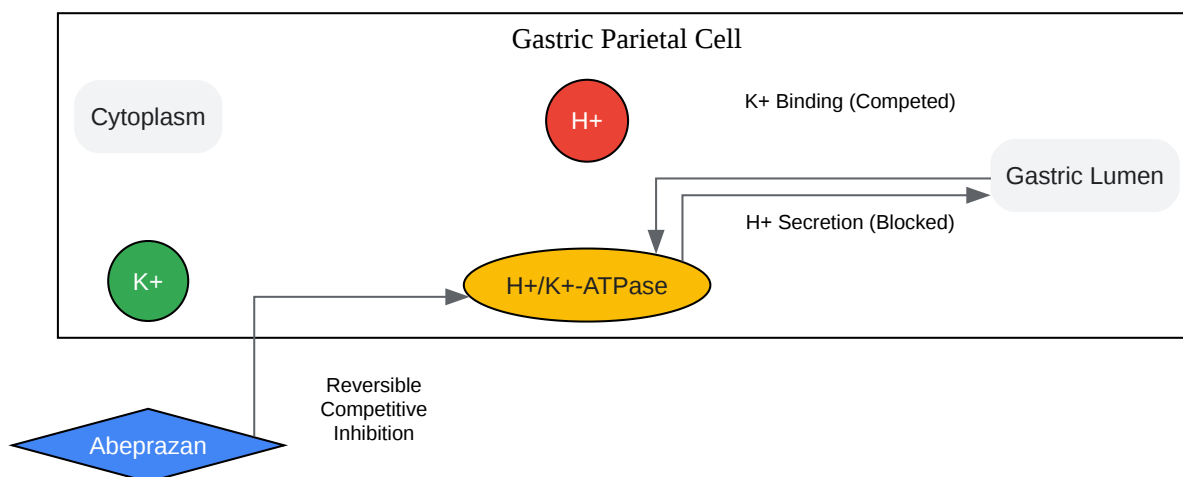 Gastric Parietal Cell
Cytoplasm
H+
K+ Binding (Competed)
Gastric Lumen
H+ Secretion (Blocked)
K+
H+/K+-ATPase
Reversible
Competitive
Inhibition
Abeprazan